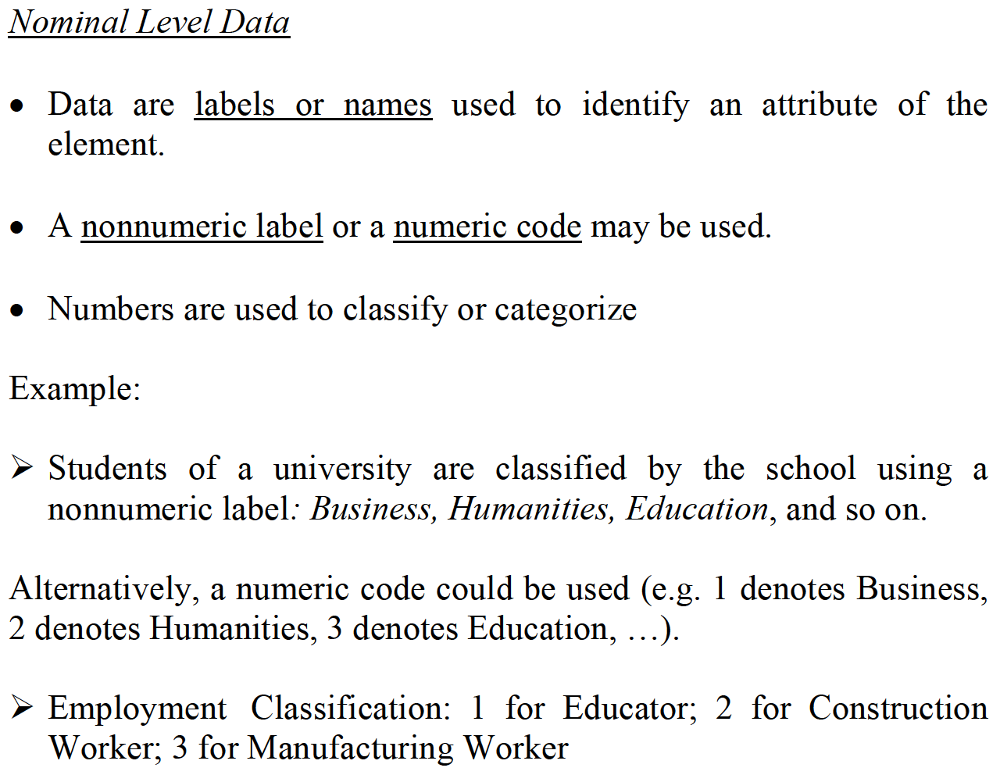 Nominal Level Data
• Data are labels or names used to identify an attribute of the
element.
• A nonnumeric label or a numeric code may be used.
• Numbers are used to classify or categorize
Example:
➢ Students of a university are classified by the school using a
nonnumeric label: Business, Humanities, Education, and so on.
Alternatively, a numeric code could be used (e.g. 1 denotes Business,
2 denotes Humanities, 3 denotes Education, …).
➢ Employment Classification: 1 for Educator; 2 for Construction
Worker; 3 for Manufacturing Worker